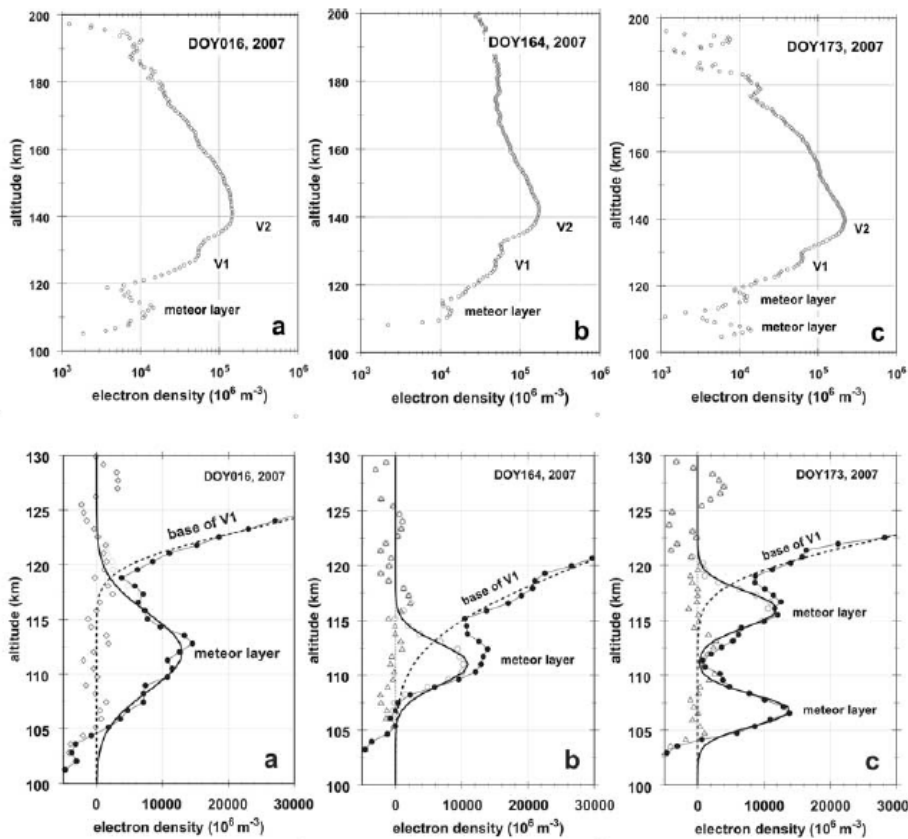 200
180
160
140
120
100
altitude (km)
DOY016, 2007
V2
V1
meteor layer
a
10³ 10⁴ 10⁵ 10⁶
electron density (10⁶ m⁻³)
200
180
160
140
120
100
altitude (km)
DOY164, 2007
V2
V1
meteor layer
b
10³ 10⁴ 10⁵ 10⁶
electron density (10⁶ m⁻³)
200
180
160
140
120
100
altitude (km)
DOY173, 2007
V2
V1
meteor layer
meteor layer
c
10³ 10⁴ 10⁵ 10⁶
electron density (10⁶ m⁻³)
130
125
120
115
110
105
100
altitude (km)
DOY016, 2007
base of V1
meteor layer
a
0 10000 20000 30000
electron density (10⁶ m⁻³)
130
125
120
115
110
105
100
altitude (km)
DOY164, 2007
base of V1
meteor layer
b
0 10000 20000 30000
electron density (10⁶ m⁻³)
130
125
120
115
110
105
100
altitude (km)
DOY173, 2007
base of V1
meteor layer
meteor layer
c
0 10000 20000 30000
electron density (10⁶ m⁻³)